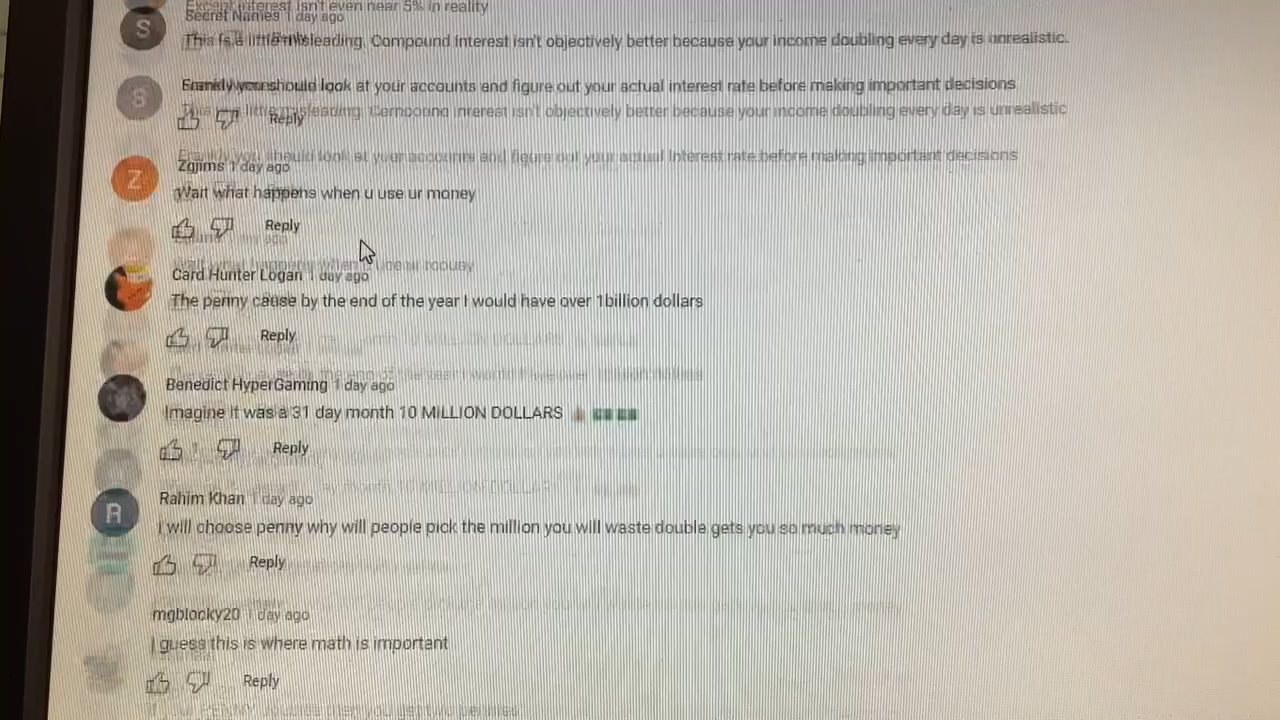 Except interest isn't even near 5% in reality
Secret Names 1 day ago
This is a little misleading. Compound Interest isn't objectively better because your income doubling every day is unrealistic.
Frankly you should look at your accounts and figure out your actual interest rate before making important decisions
Reply
Zgjims 1 day ago
Wait what happens when u use ur money
Reply
Card Hunter Logan 1 day ago
The penny cause by the end of the year I would have over 1billion dollars
Reply
Benedict HyperGaming 1 day ago
Imagine it was a 31 day month 10 MILLION DOLLARS
1 Reply
Rahim Khan 1 day ago
I will choose penny why will people pick the million you will waste double gets you so much money
Reply
mgblocky20 1 day ago
I guess this is where math is important
Reply